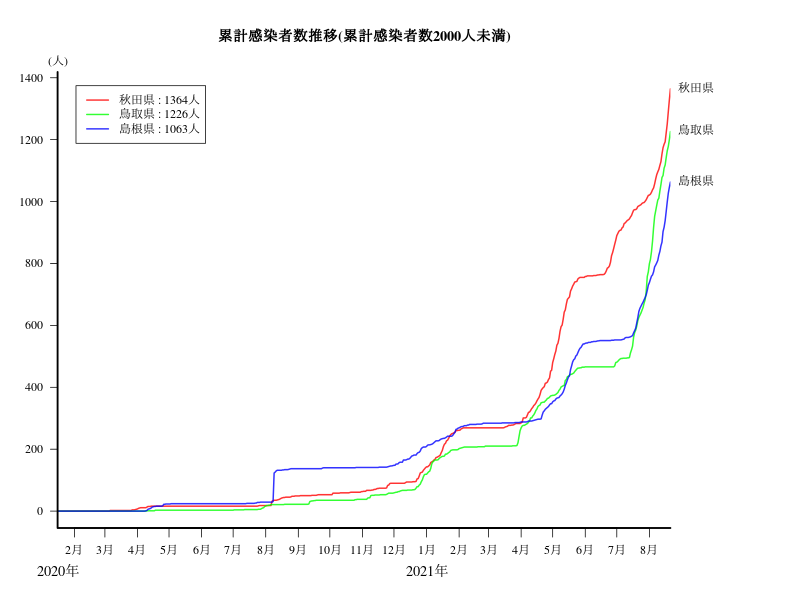 累計感染者数推移(累計感染者数2000人未満)
(人)
1400
1200
1000
800
600
400
200
0
秋田県 : 1364人
鳥取県 : 1226人
島根県 : 1063人
秋田県
鳥取県
島根県
2月 3月 4月 5月 6月 7月 8月 9月 10月 11月 12月 1月 2月 3月 4月 5月 6月 7月 8月
2020年 2021年